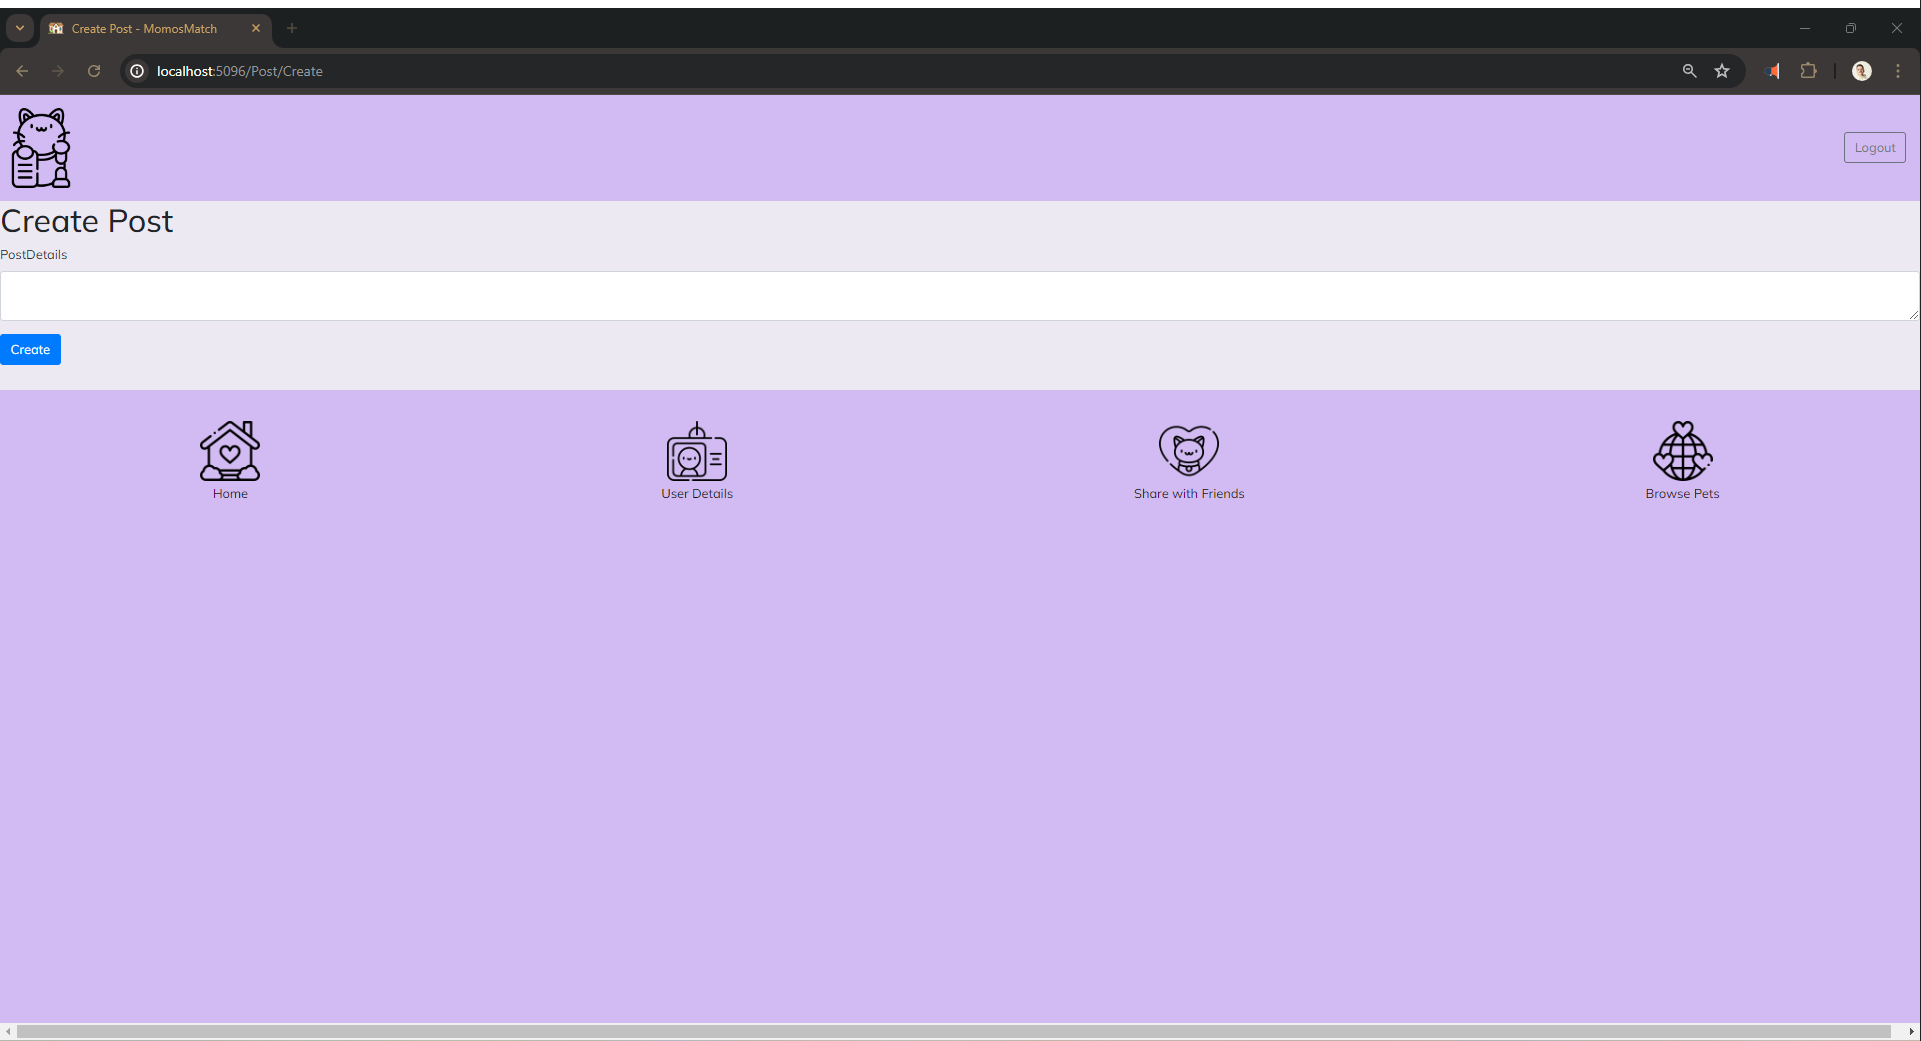 Create Post - MomosMatch
localhost:5096/Post/Create
Logout
Create Post
PostDetails
Create
Home
User Details
Share with Friends
Browse Pets